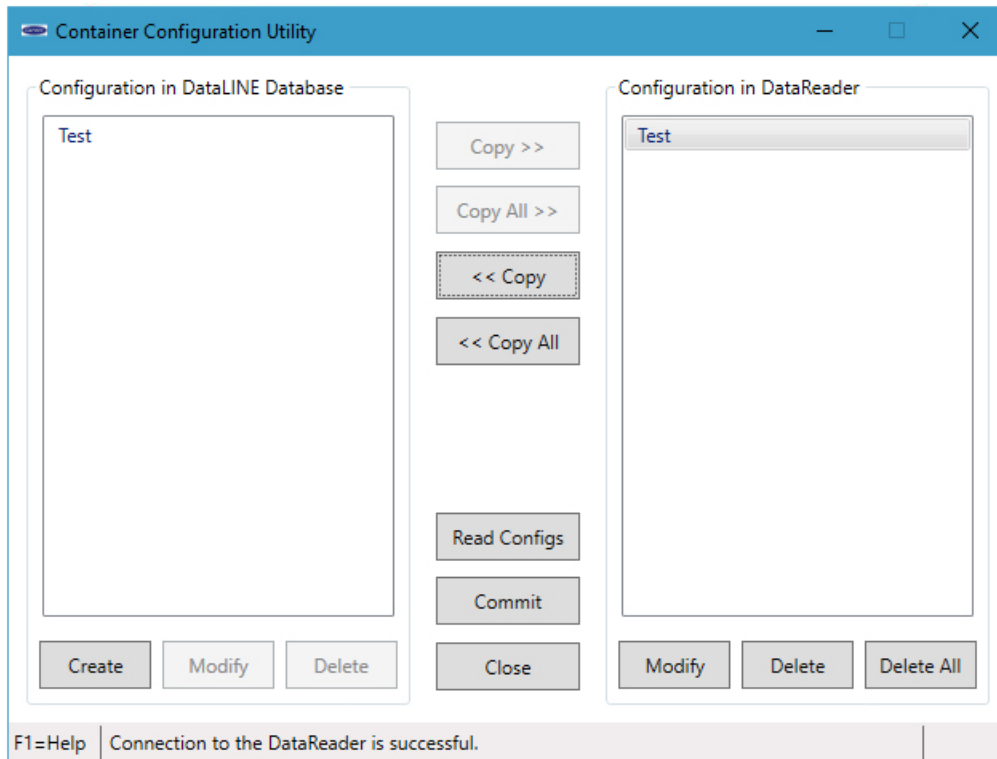 Container Configuration Utility
Configuration in DataLINE Database
Test
Create
Modify
Delete
Copy >>
Copy All >>
<< Copy
<< Copy All
Read Configs
Commit
Close
Configuration in DataReader
Test
Modify
Delete
Delete All
F1=Help
Connection to the DataReader is successful.